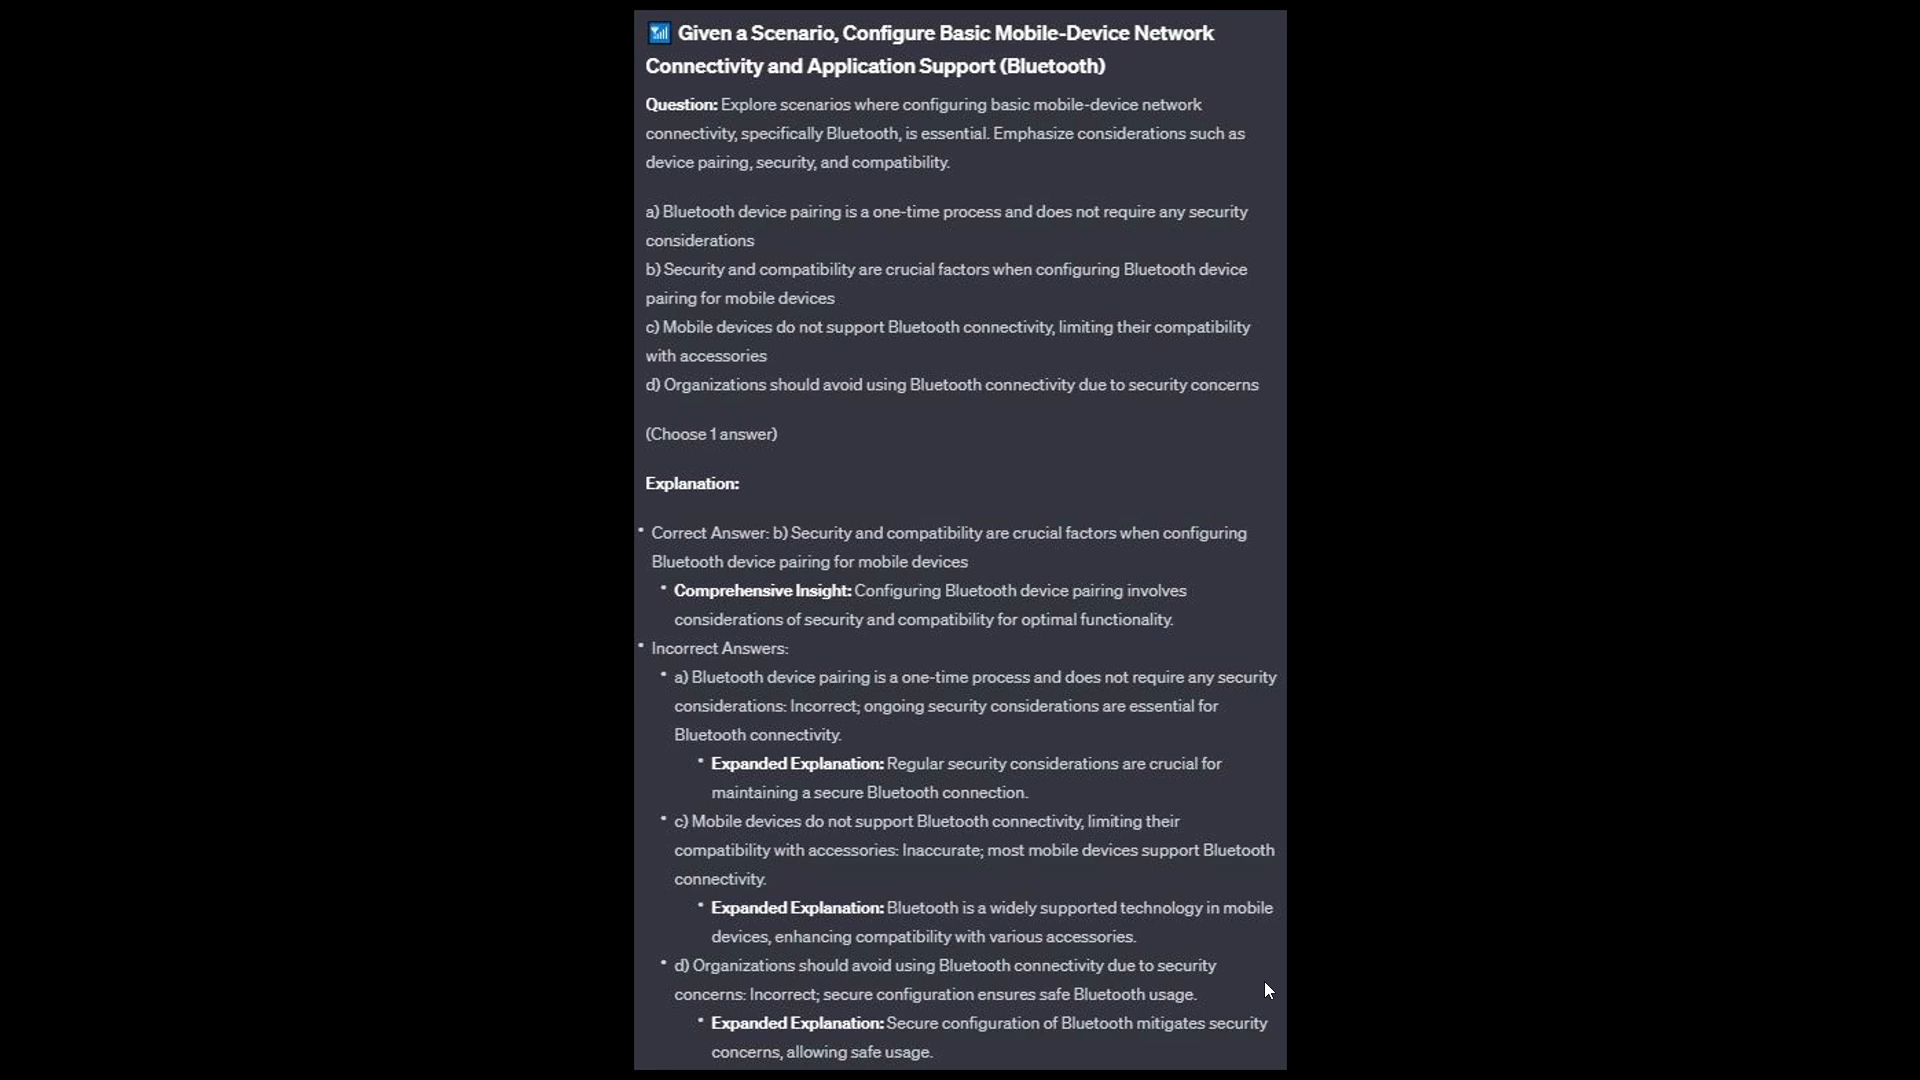 📶 Given a Scenario, Configure Basic Mobile-Device Network
Connectivity and Application Support (Bluetooth)
Question: Explore scenarios where configuring basic mobile-device network
connectivity, specifically Bluetooth, is essential. Emphasize considerations such as
device pairing, security, and compatibility.
a) Bluetooth device pairing is a one-time process and does not require any security
considerations
b) Security and compatibility are crucial factors when configuring Bluetooth device
pairing for mobile devices
c) Mobile devices do not support Bluetooth connectivity, limiting their compatibility
with accessories
d) Organizations should avoid using Bluetooth connectivity due to security concerns
(Choose 1 answer)
Explanation:
• Correct Answer: b) Security and compatibility are crucial factors when configuring
Bluetooth device pairing for mobile devices
• Comprehensive Insight: Configuring Bluetooth device pairing involves
considerations of security and compatibility for optimal functionality.
• Incorrect Answers:
• a) Bluetooth device pairing is a one-time process and does not require any security
considerations: Incorrect; ongoing security considerations are essential for
Bluetooth connectivity.
• Expanded Explanation: Regular security considerations are crucial for
maintaining a secure Bluetooth connection.
• c) Mobile devices do not support Bluetooth connectivity, limiting their
compatibility with accessories: Inaccurate; most mobile devices support Bluetooth
connectivity.
• Expanded Explanation: Bluetooth is a widely supported technology in mobile
devices, enhancing compatibility with various accessories.
• d) Organizations should avoid using Bluetooth connectivity due to security
concerns: Incorrect; secure configuration ensures safe Bluetooth usage.
• Expanded Explanation: Secure configuration of Bluetooth mitigates security
concerns, allowing safe usage.